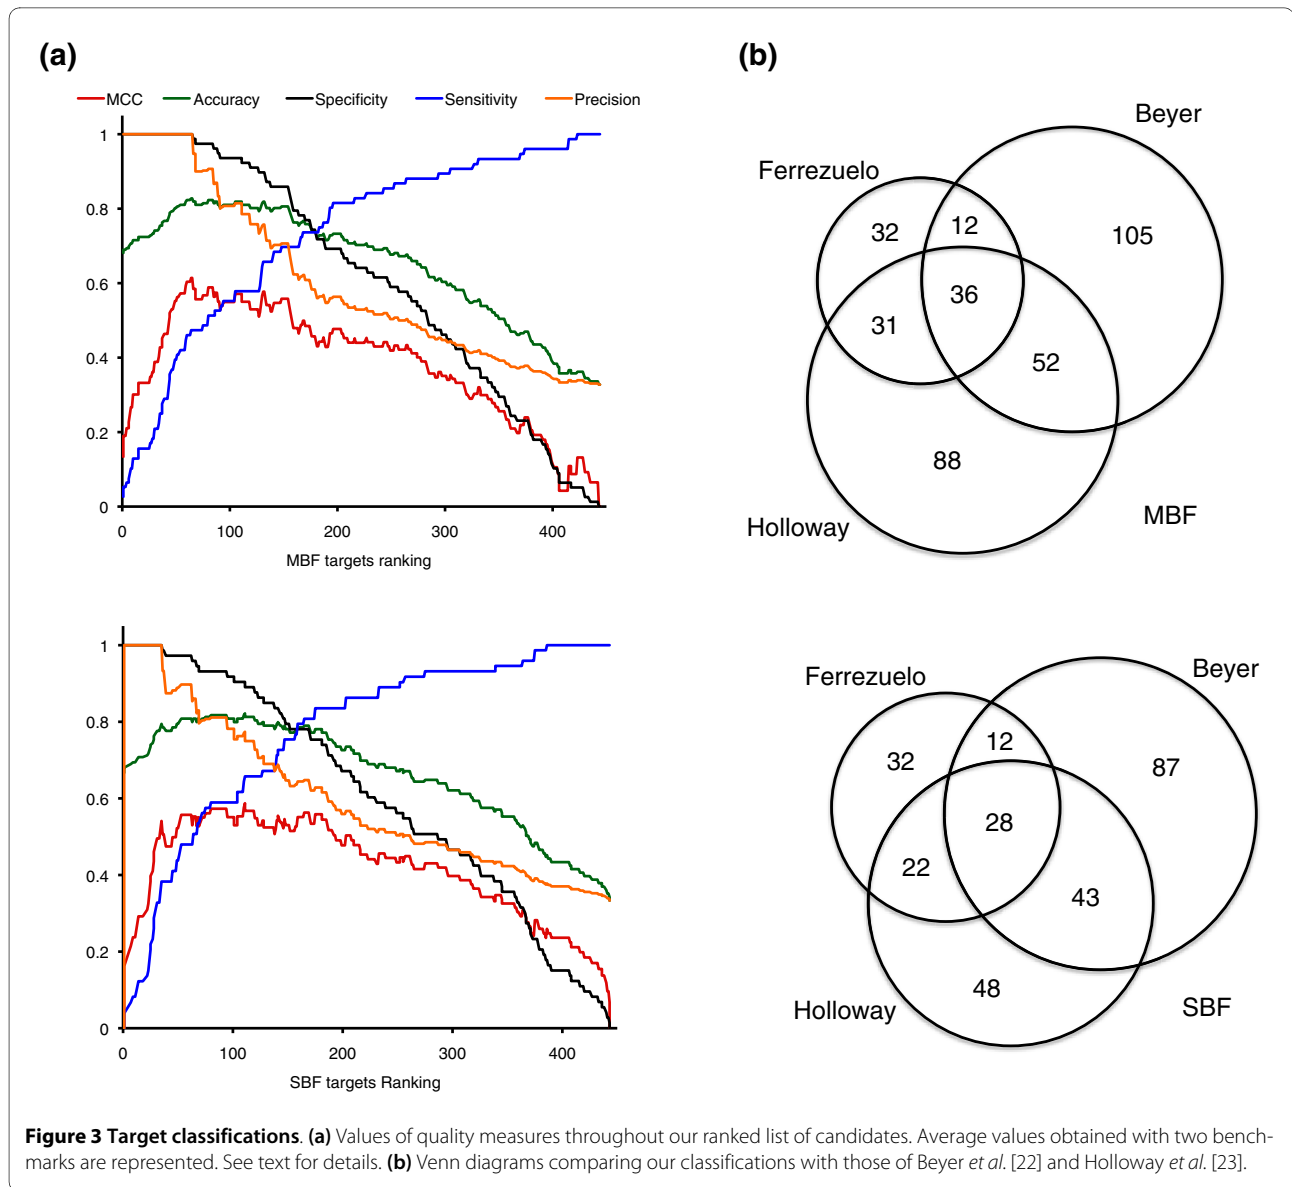 (a)
MCC Accuracy Specificity Sensitivity Precision
1
0.8
0.6
0.4
0.2
0
0 100 200 300 400
MBF targets ranking
(b)
Beyer
Ferrezuelo
32 12 105
36
31
52
88
Holloway
MBF
1
0.8
0.6
0.4
0.2
0
0 100 200 300 400
SBF targets Ranking
Beyer
Ferrezuelo
12
32 87
28
22
43
48
Holloway
SBF
Figure 3 Target classifications. (a) Values of quality measures throughout our ranked list of candidates. Average values obtained with two bench-
marks are represented. See text for details. (b) Venn diagrams comparing our classifications with those of Beyer et al. [22] and Holloway et al. [23].